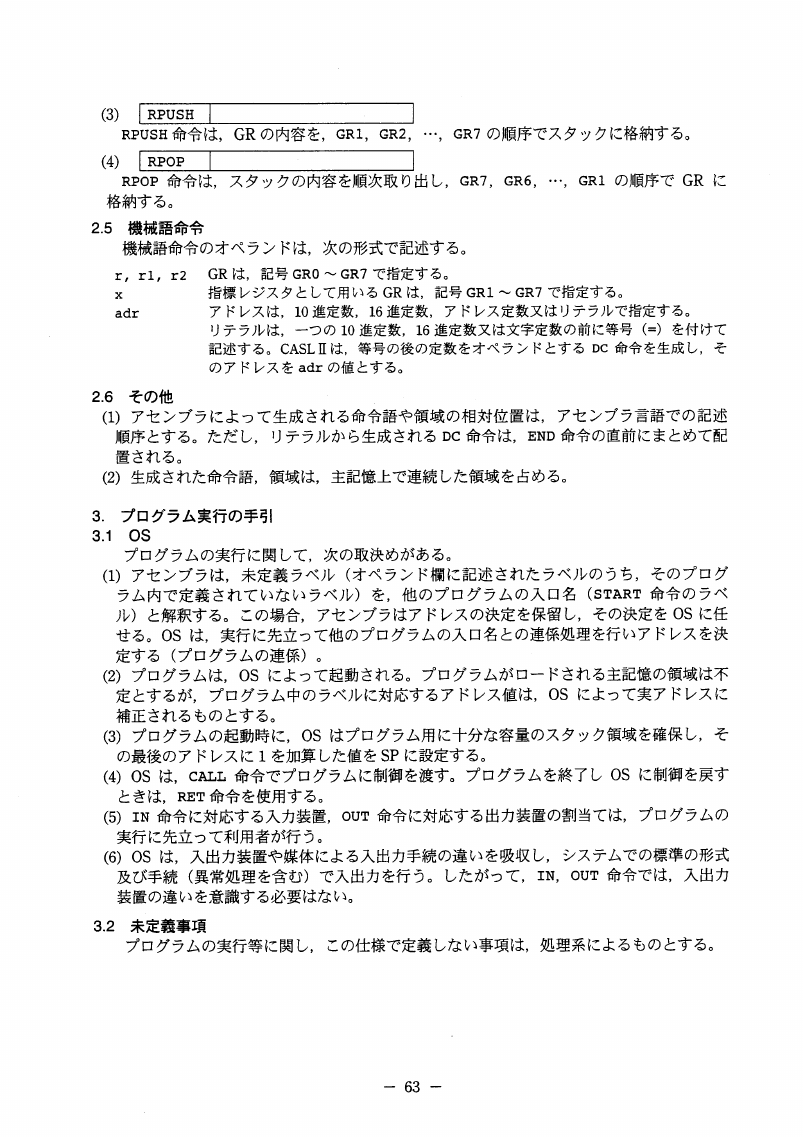 (3) RPUSH
RPUSH 命令は，GR の内容を，GR1，GR2，…，GR7 の順序でスタックに格納する。
(4) RPOP
RPOP 命令は，スタックの内容を順次取り出し，GR7，GR6，…，GR1 の順序で GR に
格納する。
2.5 機械語命令
機械語命令のオペランドは，次の形式で記述する。
r, r1, r2 GR は，記号 GR0 ～ GR7 で指定する。
x 指標レジスタとして用いる GR は，記号 GR1 ～ GR7 で指定する。
adr アドレスは，10 進定数，16 進定数，アドレス定数又はリテラルで指定する。
リテラルは，一つの 10 進定数，16 進定数又は文字定数の前に等号（=）を付けて
記述する。CASLⅡは，等号の後の定数をオペランドとする DC 命令を生成し，そ
のアドレスを adr の値とする。
2.6 その他
(1) アセンブラによって生成される命令語や領域の相対位置は，アセンブラ言語での記述
順序とする。ただし，リテラルから生成される DC 命令は，END 命令の直前にまとめて配
置される。
(2) 生成された命令語，領域は，主記憶上で連続した領域を占める。
3. プログラム実行の手引
3.1 OS
プログラムの実行に関して，次の取決めがある。
(1) アセンブラは，未定義ラベル（オペランド欄に記述されたラベルのうち，そのプログ
ラム内で定義されていないラベル）を，他のプログラムの入口名（START 命令のラベ
ル）と解釈する。この場合，アセンブラはアドレスの決定を保留し，その決定を OS に任
せる。OS は，実行に先立って他のプログラムの入口名との連係処理を行いアドレスを決
定する（プログラムの連係）。
(2) プログラムは，OS によって起動される。プログラムがロードされる主記憶の領域は不
定とするが，プログラム中のラベルに対応するアドレス値は，OS によって実アドレスに
補正されるものとする。
(3) プログラムの起動時に，OS はプログラム用に十分な容量のスタック領域を確保し，そ
の最後のアドレスに 1 を加算した値を SP に設定する。
(4) OS は，CALL 命令でプログラムに制御を渡す。プログラムを終了し OS に制御を戻す
ときは，RET 命令を使用する。
(5) IN 命令に対応する入力装置，OUT 命令に対応する出力装置の割当ては，プログラムの
実行に先立って利用者が行う。
(6) OS は，入出力装置や媒体による入出力手続の違いを吸収し，システムでの標準の形式
及び手続（異常処理を含む）で入出力を行う。したがって，IN，OUT 命令では，入出力
装置の違いを意識する必要はない。
3.2 未定義事項
プログラムの実行等に関し，この仕様で定義しない事項は，処理系によるものとする。
－ 63 －